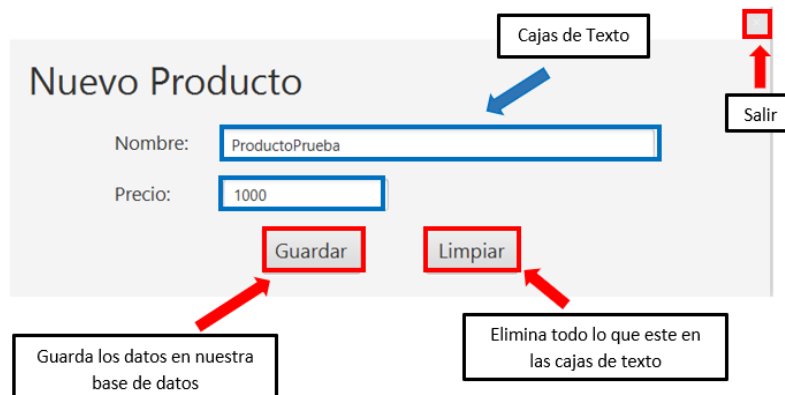 Cajas de Texto
Nuevo Producto
Salir
Nombre: ProductoPrueba
Precio: 1000
Guardar Limpiar
Guarda los datos en nuestra
base de datos
Elimina todo lo que este en
las cajas de texto